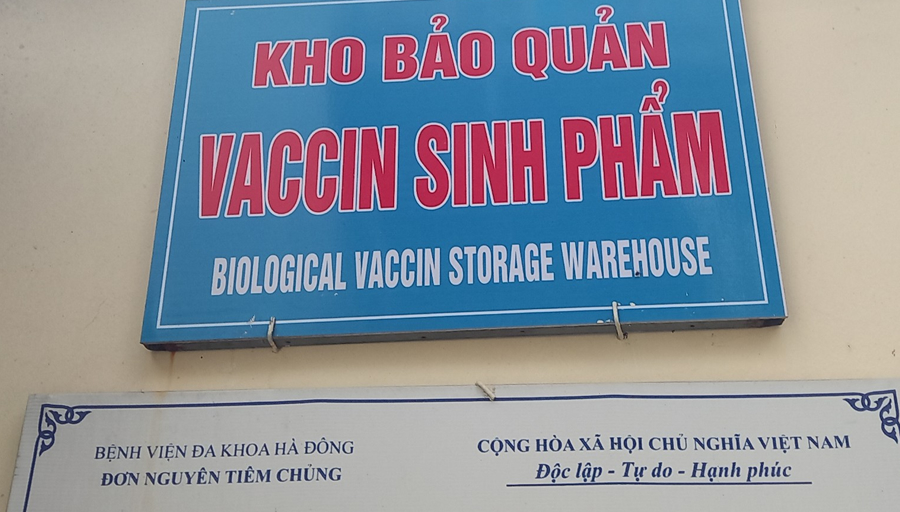 KHO BẢO QUẢN
VACCIN SINH PHẨM
BIOLOGICAL VACCIN STORAGE WAREHOUSE
BỆNH VIỆN ĐA KHOA HÀ ĐÔNG
ĐƠN NGUYÊN TIÊM CHỦNG
CỘNG HÒA XÃ HỘI CHỦ NGHĨA VIỆT NAM
Độc lập - Tự do - Hạnh phúc